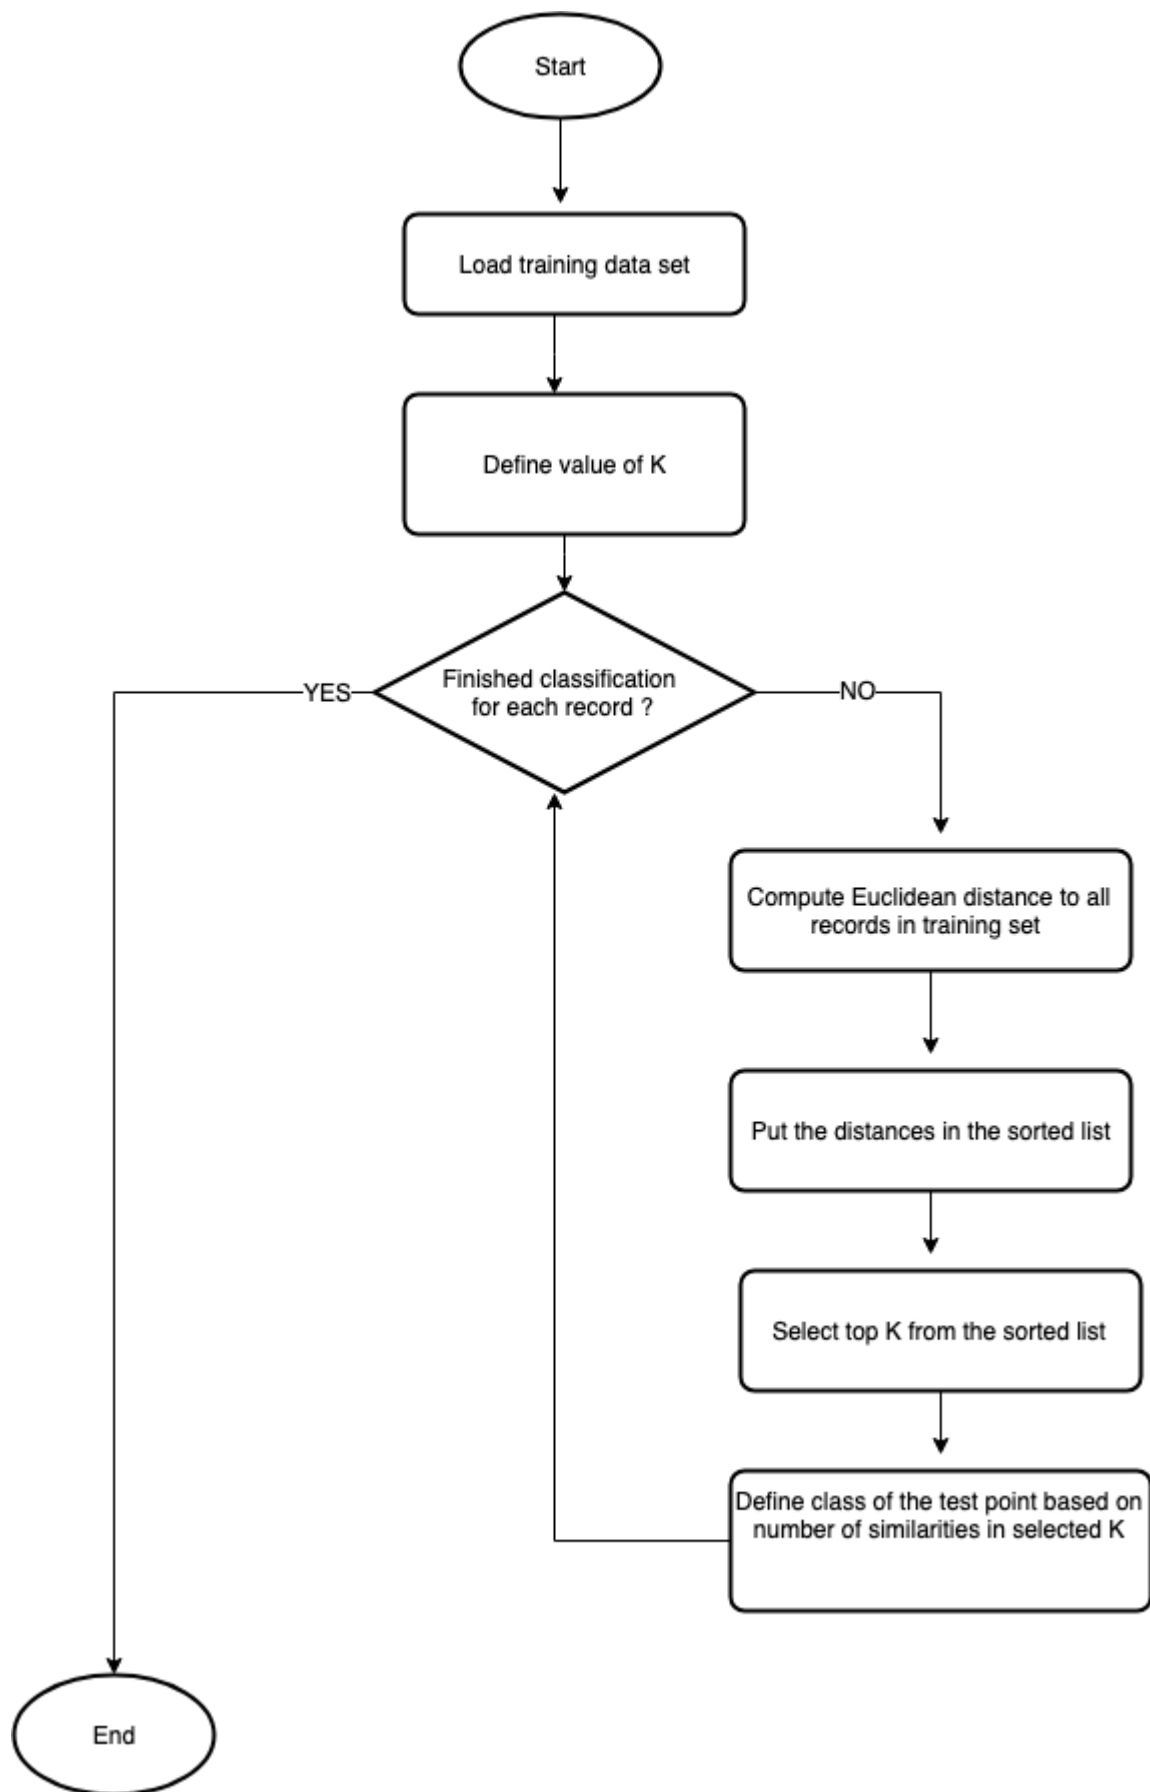 Start
Load training data set
Define value of K
Finished classification
for each record ?
YES
NO
Compute Euclidean distance to all
records in training set
Put the distances in the sorted list
Select top K from the sorted list
Define class of the test point based on
number of similarities in selected K
End